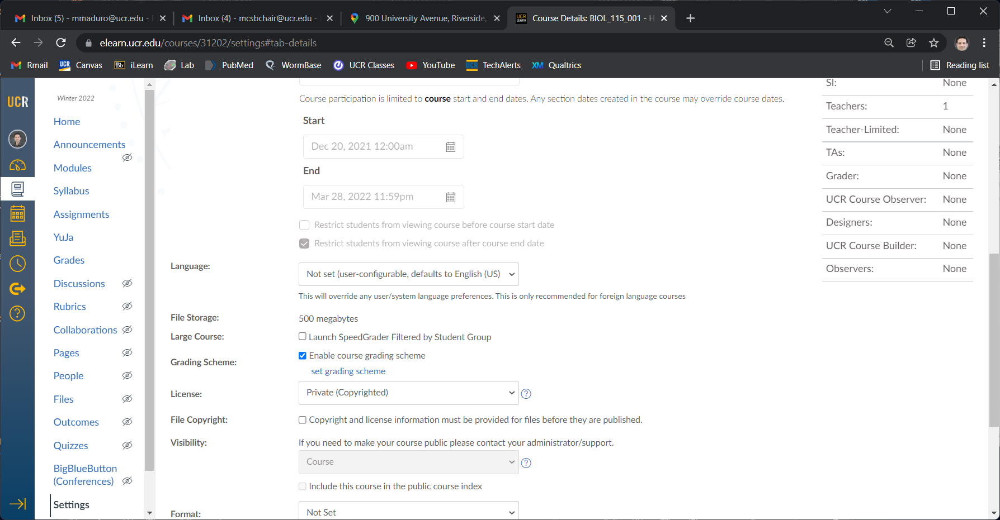 Inbox (5) - mmaduro@ucr.edu -
Inbox (4) - mcsbchair@ucr.edu -
900 University Avenue, Riverside,
UCR LEARN
Course Details: BIOL_115_001 - H
elearn.ucr.edu/courses/31202/settings#tab-details
Rmail
UCR Canvas
Bb iLearn
Lab
PubMed
WormBase
UCR Classes
YouTube
UCR TechAlerts
XM Qualtrics
Reading list
UCR
Winter 2022
Home
Announcements
Modules
Syllabus
Assignments
YuJa
Grades
Discussions
Rubrics
Collaborations
Pages
People
Files
Outcomes
Quizzes
BigBlueButton
(Conferences)
Settings
Course participation is limited to course start and end dates. Any section dates created in the course may override course dates.
Start
Dec 20, 2021 12:00am
End
Mar 28, 2022 11:59pm
Restrict students from viewing course before course start date
Restrict students from viewing course after course end date
Language:
Not set (user-configurable, defaults to English (US)
This will override any user/system language preferences. This is only recommended for foreign language courses
File Storage:
500 megabytes
Large Course:
Launch SpeedGrader Filtered by Student Group
Grading Scheme:
Enable course grading scheme
set grading scheme
License:
Private (Copyrighted)
File Copyright:
Copyright and license information must be provided for files before they are published.
Visibility:
If you need to make your course public please contact your administrator/support.
Course
Include this course in the public course index
Format:
Not Set
SI: None
Teachers: 1
Teacher-Limited: None
TAs: None
Grader: None
UCR Course Observer: None
Designers: None
UCR Course Builder: None
Observers: None